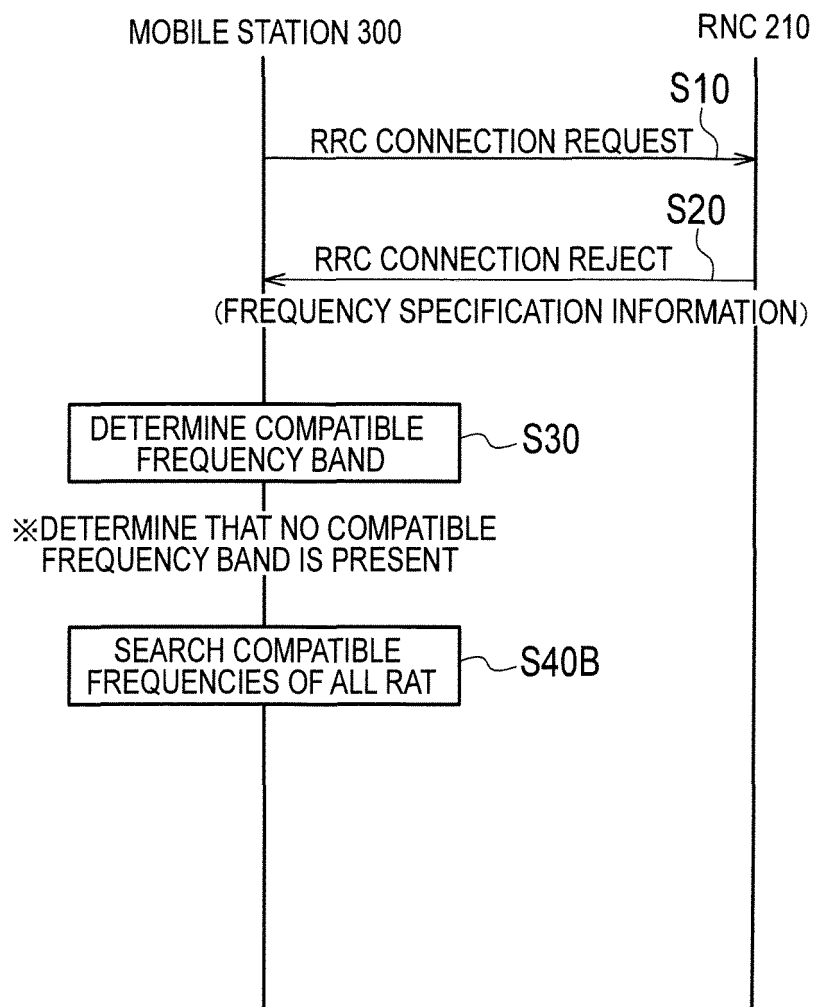 MOBILE STATION 300
RNC 210
S10
RRC CONNECTION REQUEST
S20
RRC CONNECTION REJECT
(FREQUENCY SPECIFICATION INFORMATION)
DETERMINE COMPATIBLE
FREQUENCY BAND
S30
※DETERMINE THAT NO COMPATIBLE
FREQUENCY BAND IS PRESENT
SEARCH COMPATIBLE
FREQUENCIES OF ALL RAT
S40B